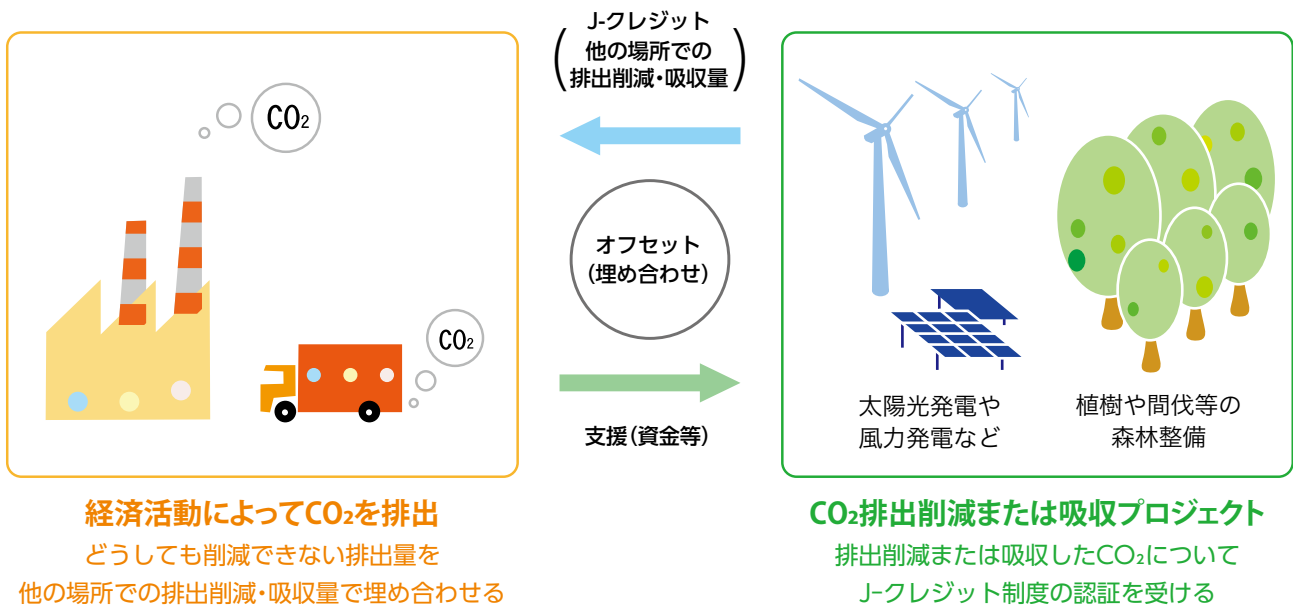 J-クレジット
他の場所での
排出削減・吸収量
CO₂
オフセット
(埋め合わせ)
CO₂
支援(資金等)
太陽光発電や
風力発電など
植樹や間伐等の
森林整備
経済活動によってCO₂を排出
どうしても削減できない排出量を
他の場所での排出削減・吸収量で埋め合わせる
CO₂排出削減または吸収プロジェクト
排出削減または吸収したCO₂について
J-クレジット制度の認証を受ける